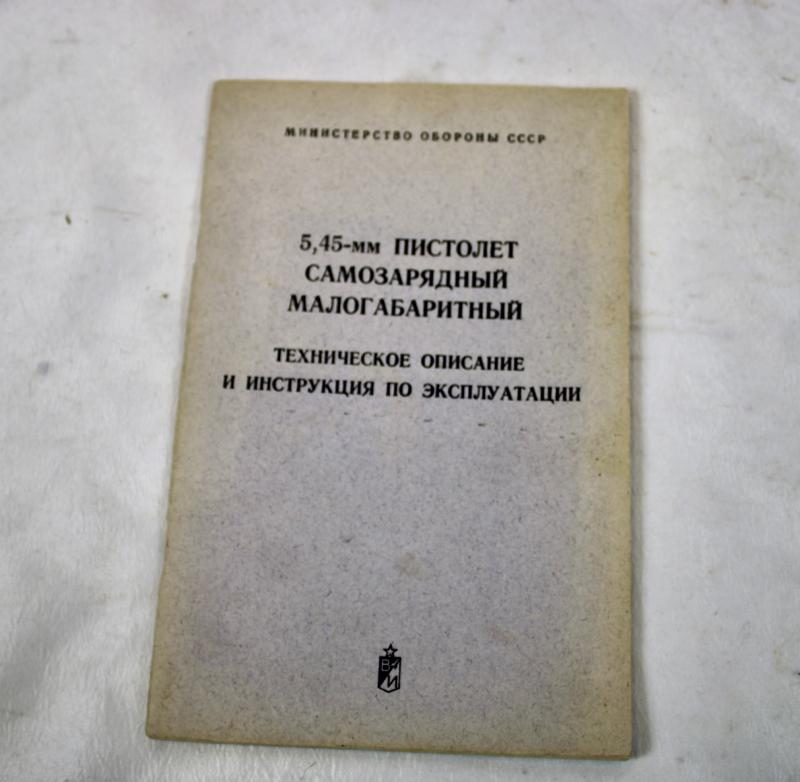 МИНИСТЕРСТВО ОБОРОНЫ СССР
5,45-мм ПИСТОЛЕТ
САМОЗАРЯДНЫЙ
МАЛОГАБАРИТНЫЙ
ТЕХНИЧЕСКОЕ ОПИСАНИЕ
И ИНСТРУКЦИЯ ПО ЭКСПЛУАТАЦИИ